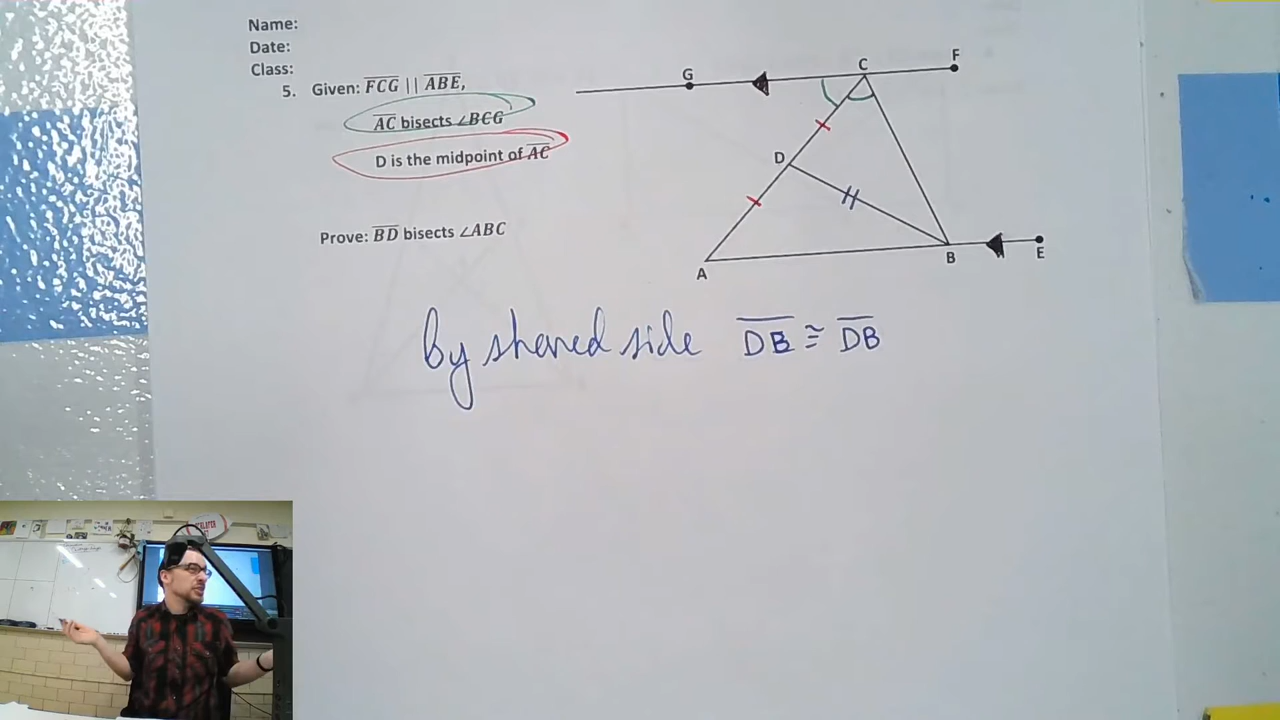 Name:
Date:
Class:
5. Given: FCG || ABE,
AC bisects ∠BCG
D is the midpoint of AC
Prove: BD bisects ∠ABC
G
C
F
D
A
B
E
by shared side DB ≅ DB